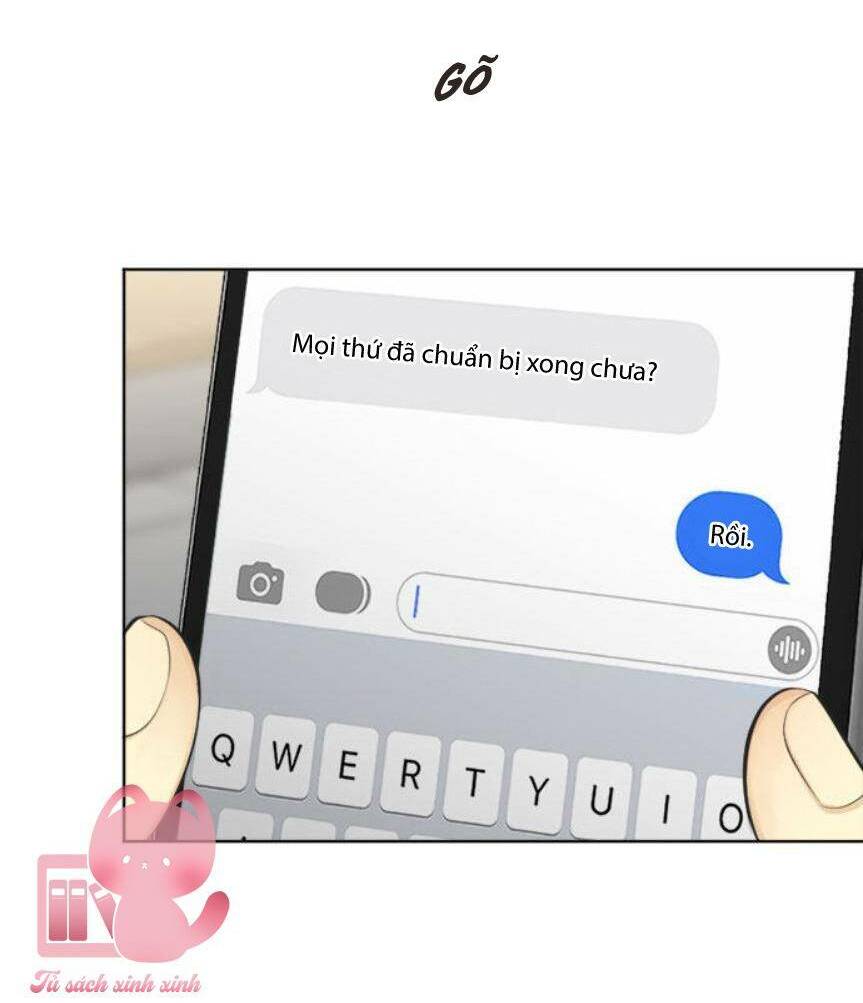 GÕ
Mọi thứ đã chuẩn bị xong chưa?
Rồi.
Q W E R T Y U I O
Tủ sách xinh xinh